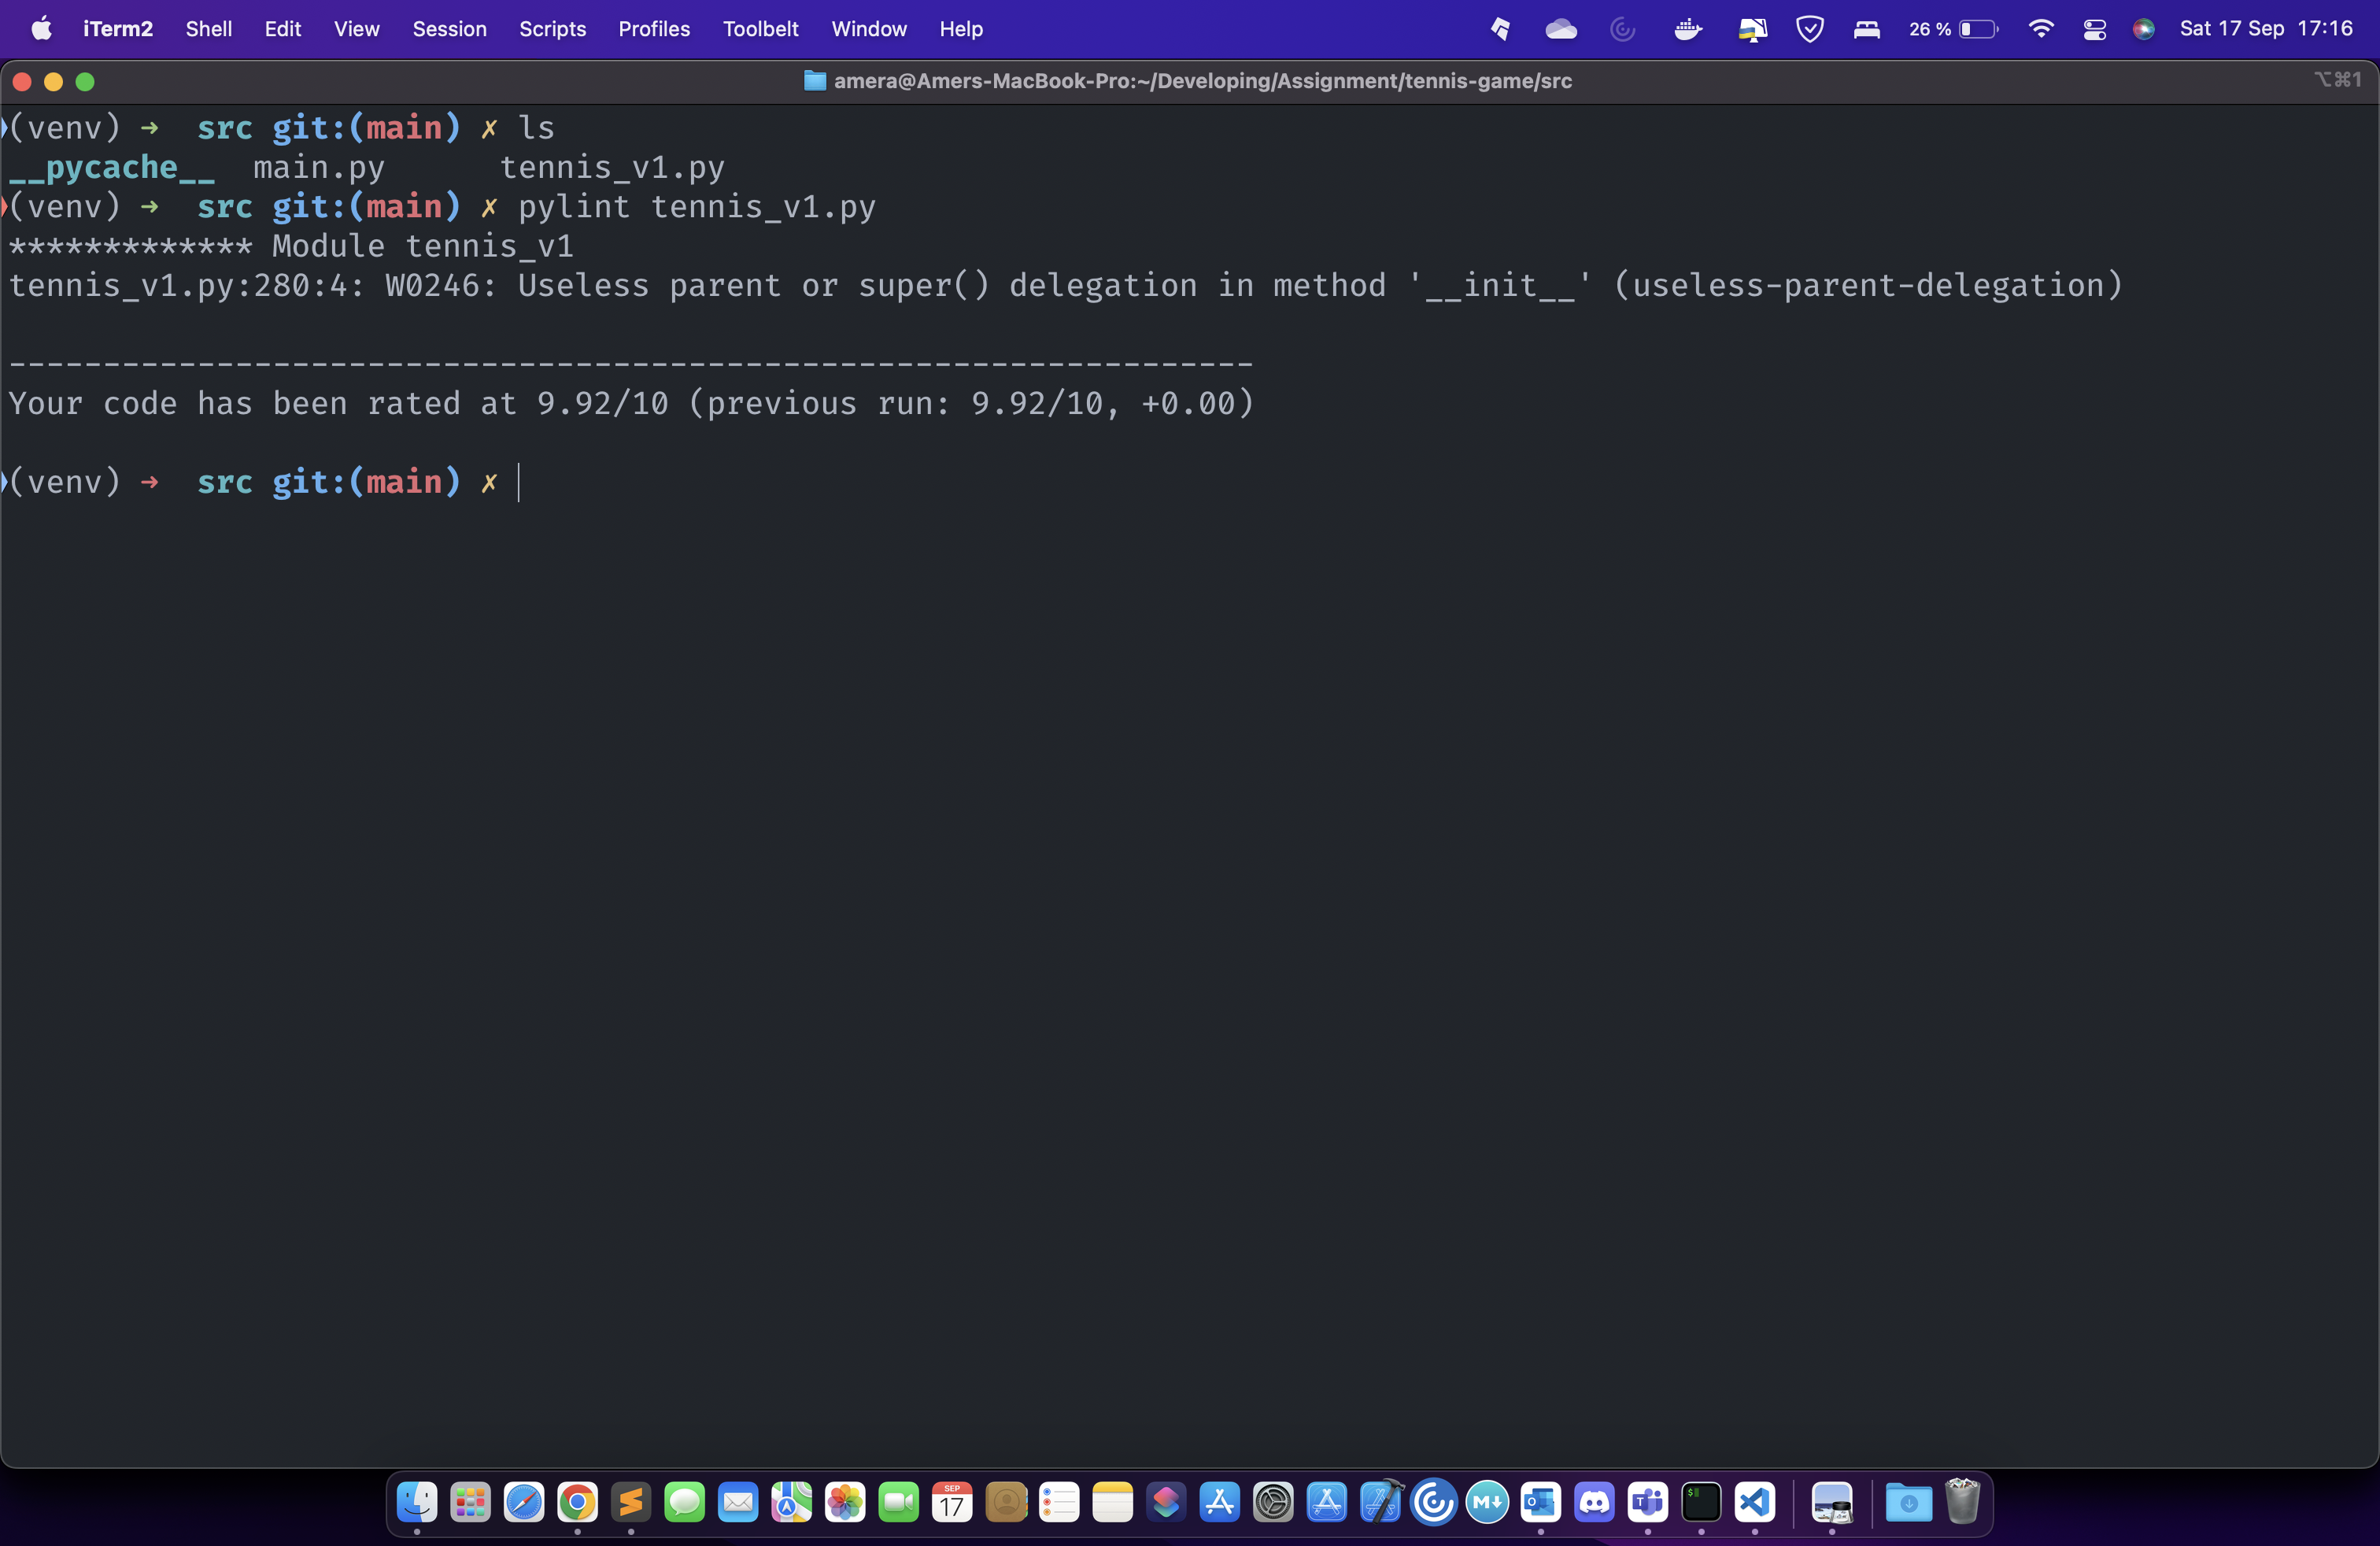 iTerm2 Shell Edit View Session Scripts Profiles Toolbelt Window Help 26 % Sat 17 Sep 17:16
amera@Amers-MacBook-Pro:~/Developing/Assignment/tennis-game/src ⌥⌘1
(venv) ➜ src git:(main) ✗ ls
__pycache__ main.py tennis_v1.py
(venv) ➜ src git:(main) ✗ pylint tennis_v1.py
************* Module tennis_v1
tennis_v1.py:280:4: W0246: Useless parent or super() delegation in method '__init__' (useless-parent-delegation)
------------------------------------------------------------------
Your code has been rated at 9.92/10 (previous run: 9.92/10, +0.00)
(venv) ➜ src git:(main) ✗
SEP
17